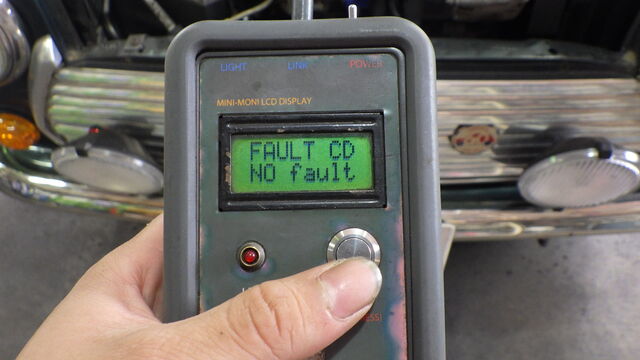 LIGHT LINK POWER
MINI-MONI LCD DISPLAY
FAULT CD
NO fault